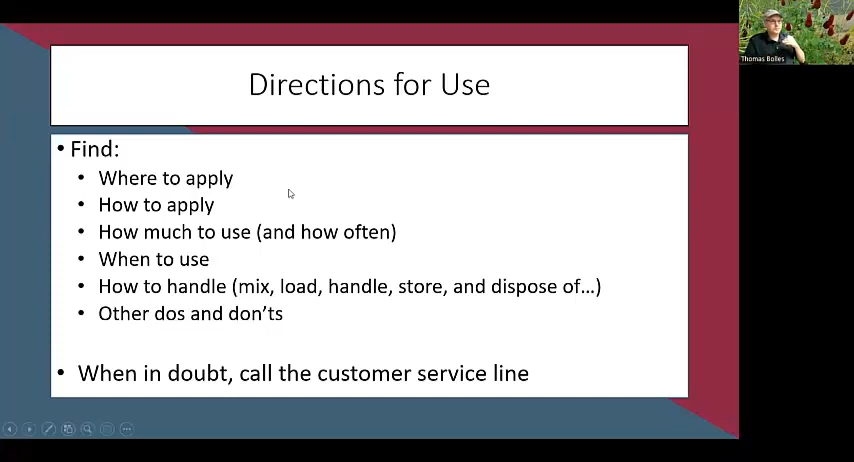 Directions for Use
• Find:
• Where to apply
• How to apply
• How much to use (and how often)
• When to use
• How to handle (mix, load, handle, store, and dispose of…)
• Other dos and don'ts
• When in doubt, call the customer service line
Thomas Bolles